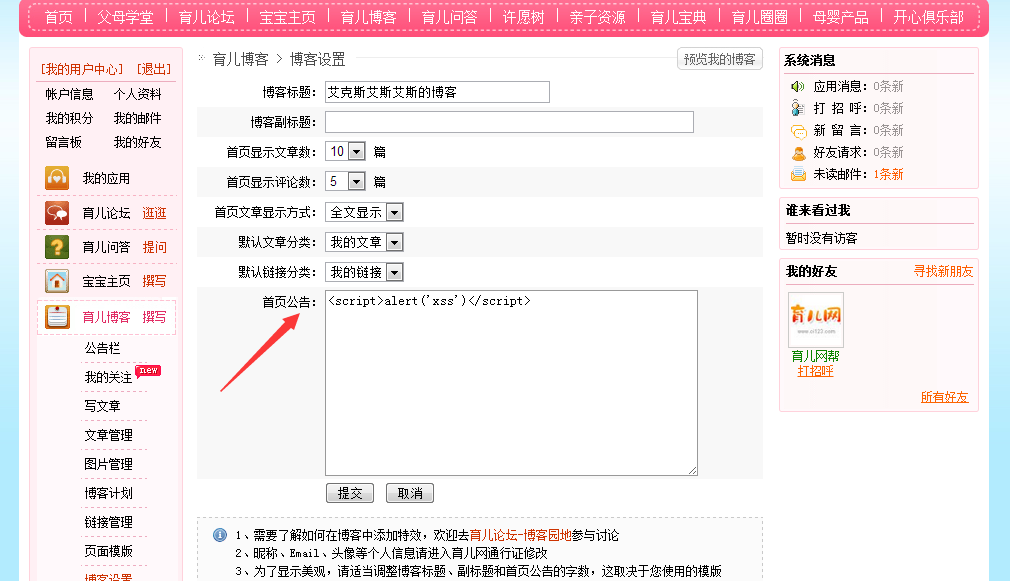 首页 父母学堂 育儿论坛 宝宝主页 育儿博客 育儿问答 许愿树 亲子资源 育儿宝典 育儿圈圈 母婴产品 开心俱乐部
[我的用户中心] [退出]
帐户信息 个人资料
我的积分 我的邮件
留言板 我的好友
我的应用
育儿论坛 逛逛
育儿问答 提问
宝宝主页 撰写
育儿博客 撰写
公告栏
我的关注 new
写文章
文章管理
图片管理
博客计划
链接管理
页面模版
博客设置
育儿博客 > 博客设置 预览我的博客
博客标题: 艾克斯艾斯艾斯的博客
博客副标题:
首页显示文章数: 10 篇
首页显示评论数: 5 篇
首页文章显示方式: 全文显示
默认文章分类: 我的文章
默认链接分类: 我的链接
首页公告: <script>alert('xss')</script>
提交 取消
1、需要了解如何在博客中添加特效，欢迎去育儿论坛-博客园地参与讨论
2、昵称、Email、头像等个人信息请进入育儿网通行证修改
3、为了显示美观，请适当调整博客标题、副标题和首页公告的字数，这取决于您使用的模版
系统消息
应用消息: 0条新
打 招 呼: 0条新
新 留 言: 0条新
好友请求: 0条新
未读邮件: 1条新
谁来看过我
暂时没有访客
我的好友 寻找新朋友
育儿网
www.ci123.com
育儿网帮
打招呼
所有好友